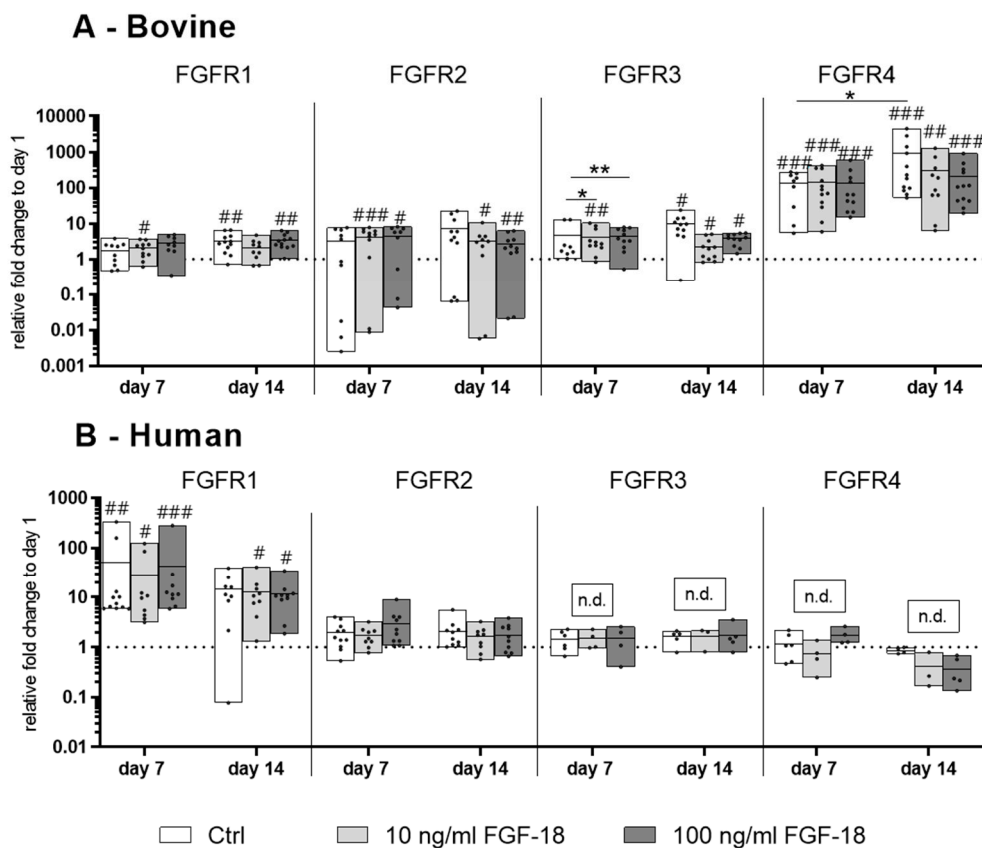 A - Bovine
FGFR1 FGFR2 FGFR3 FGFR4
relative fold change to day 1
10000
1000
100
10
1
0.1
0.01
0.001
# ## ## ### # # ## * ** ## # # # * ### ### ### ### ## ###
day 7 day 14 day 7 day 14 day 7 day 14 day 7 day 14
B - Human
FGFR1 FGFR2 FGFR3 FGFR4
relative fold change to day 1
1000
100
10
1
0.1
0.01
## # ### # #
n.d. n.d. n.d. n.d.
day 7 day 14 day 7 day 14 day 7 day 14 day 7 day 14
Ctrl 10 ng/ml FGF-18 100 ng/ml FGF-18